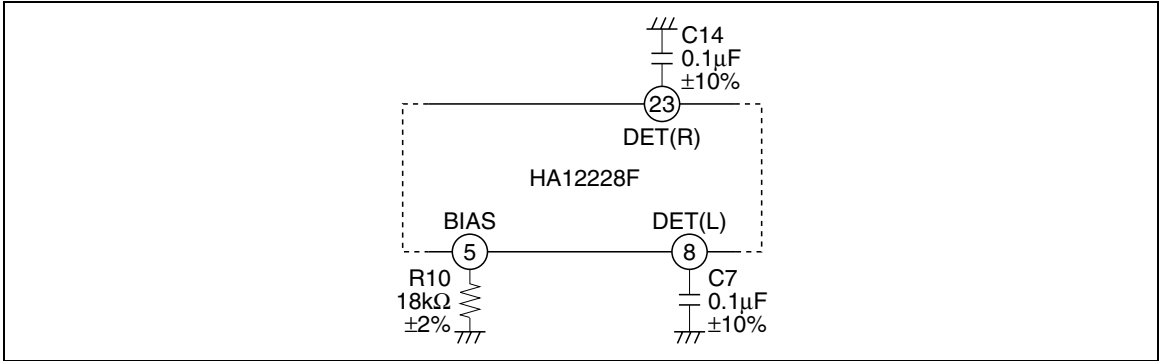 C14
0.1μF
±10%
23
DET(R)
HA12228F
BIAS
DET(L)
5
8
R10
18kΩ
±2%
C7
0.1μF
±10%